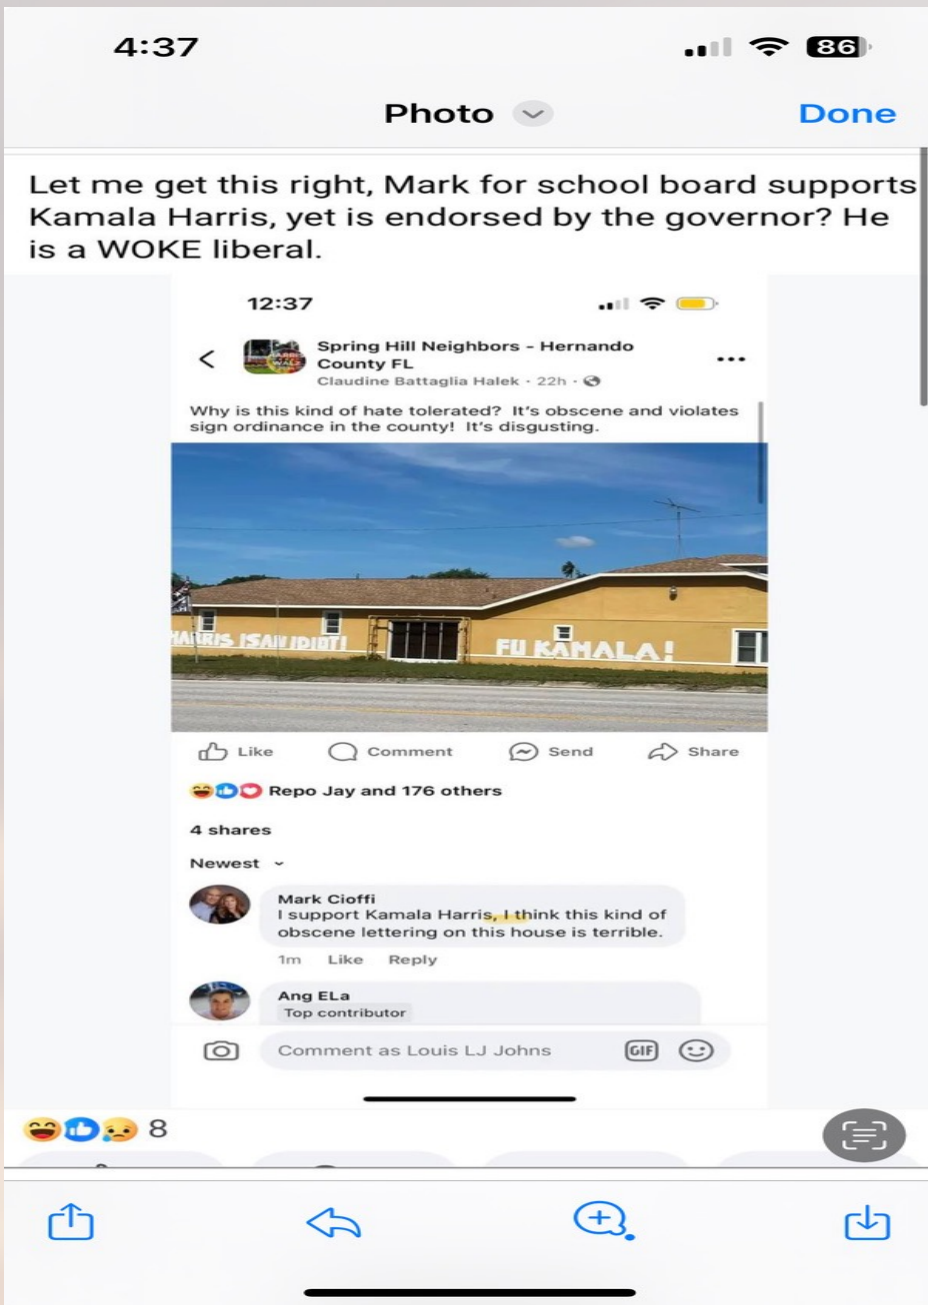 4:37
86
Photo
Done
Let me get this right, Mark for school board supports
Kamala Harris, yet is endorsed by the governor? He
is a WOKE liberal.
12:37
Spring Hill Neighbors - Hernando
County FL
Claudine Battaglia Halek · 22h ·
Why is this kind of hate tolerated? It's obscene and violates
sign ordinance in the county! It's disgusting.
HARRIS IS AN IDIOT!
FU KAMALA!
Like Comment Send Share
Repo Jay and 176 others
4 shares
Newest
Mark Cioffi
I support Kamala Harris, I think this kind of
obscene lettering on this house is terrible.
1m Like Reply
Ang ELa
Top contributor
Comment as Louis LJ Johns
GIF
8